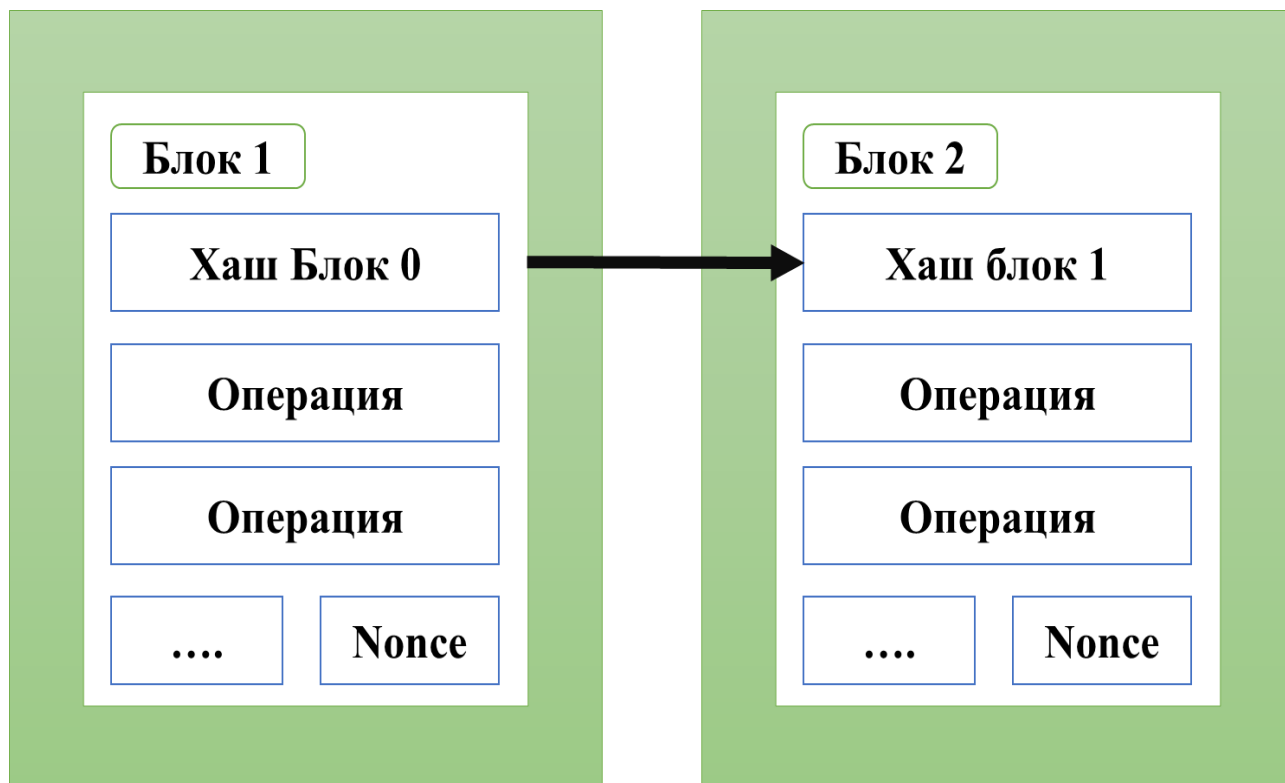 Блок 1
Хаш Блок 0
Операция
Операция
….
Nonce
Блок 2
Хаш блок 1
Операция
Операция
….
Nonce